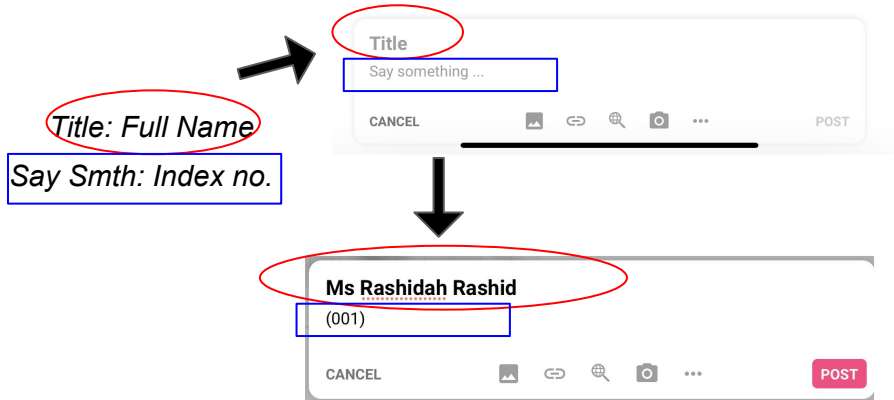 Title
Say something ...
CANCEL
POST
Title: Full Name
Say Smth: Index no.
Ms Rashidah Rashid
(001)
CANCEL
POST